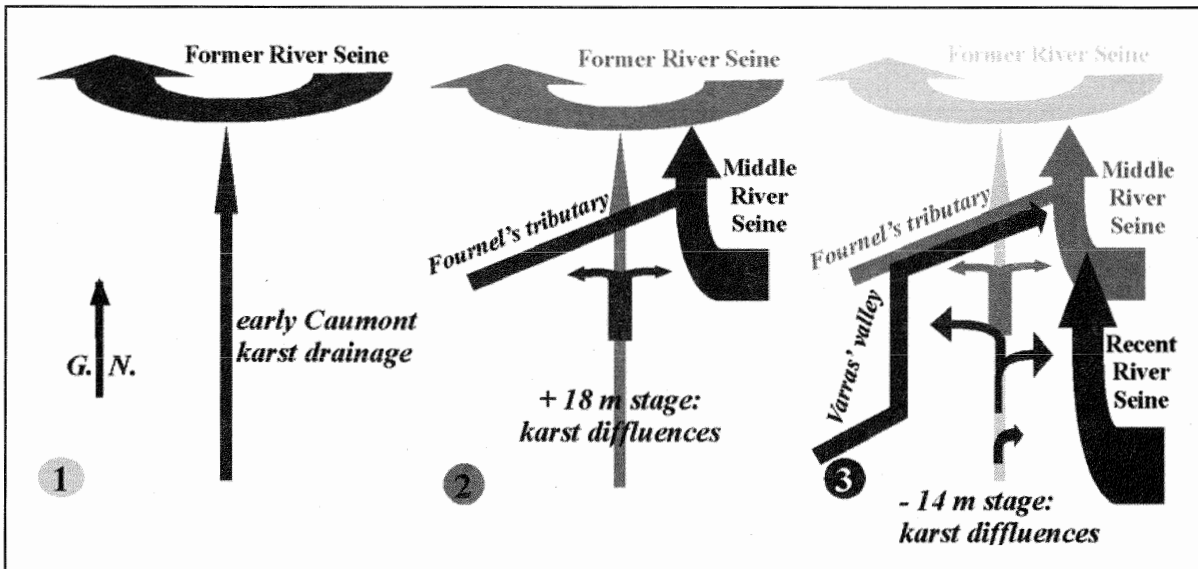 Former River Seine
early Caumont
karst drainage
G. N.
1
Former River Seine
Middle
River
Seine
Fournel's tributary
+ 18 m stage:
karst diffluences
2
Former River Seine
Middle
River
Seine
Fournel's tributary
Varras' valley
Recent
River
Seine
- 14 m stage:
karst diffluences
3